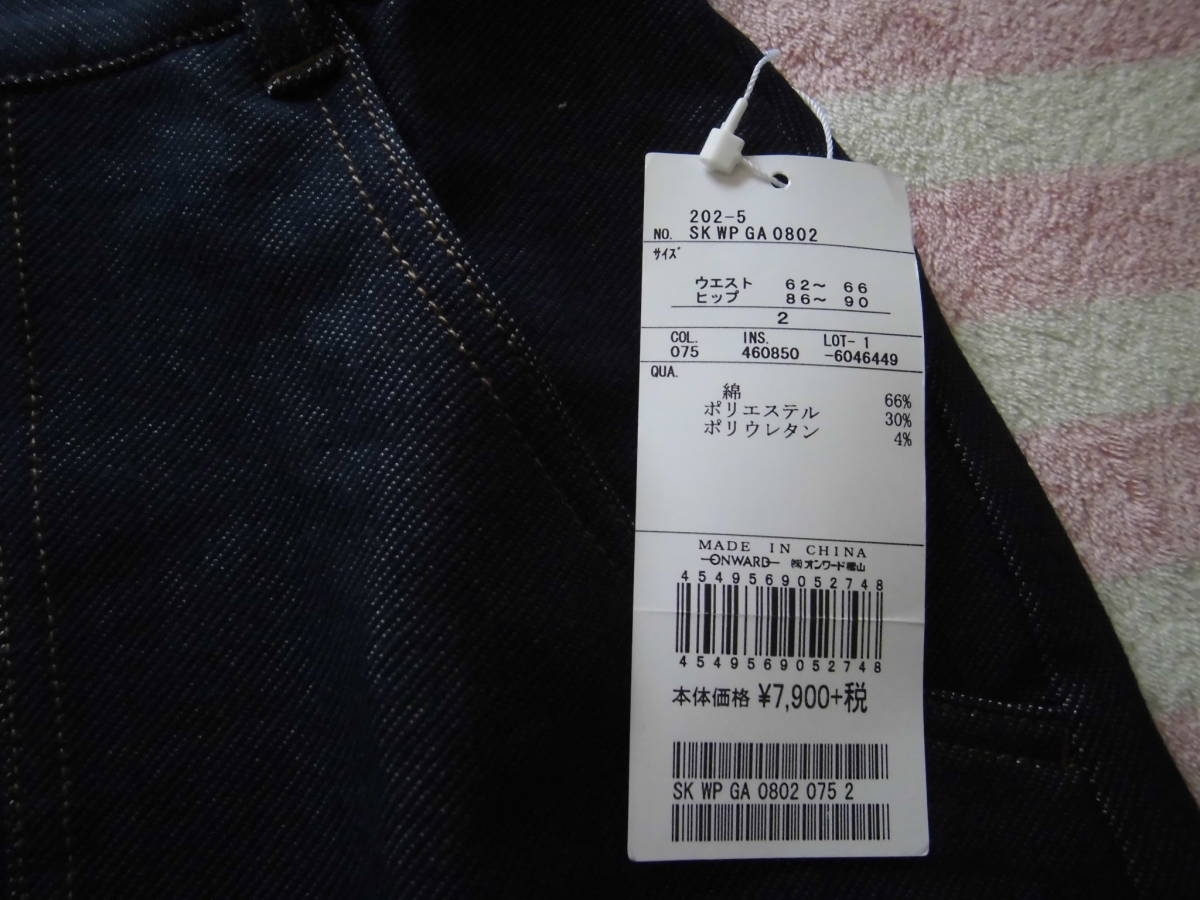 202-5
NO. SK WP GA 0802
サイズ
ウエスト 62～ 66
ヒップ 86～ 90
2
COL. INS. LOT- 1
075 460850 -6046449
QUA.
綿 66%
ポリエステル 30%
ポリウレタン 4%
MADE IN CHINA
ONWARD ㈱オンワード樫山
4549569052748
4549569052748
本体価格 ¥7,900+税
SK WP GA 0802 075 2